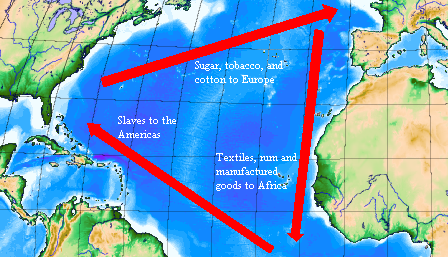 Sugar, tobacco, and
cotton to Europe
Slaves to the
Americas
Textiles, rum and
manufactured
goods to Africa